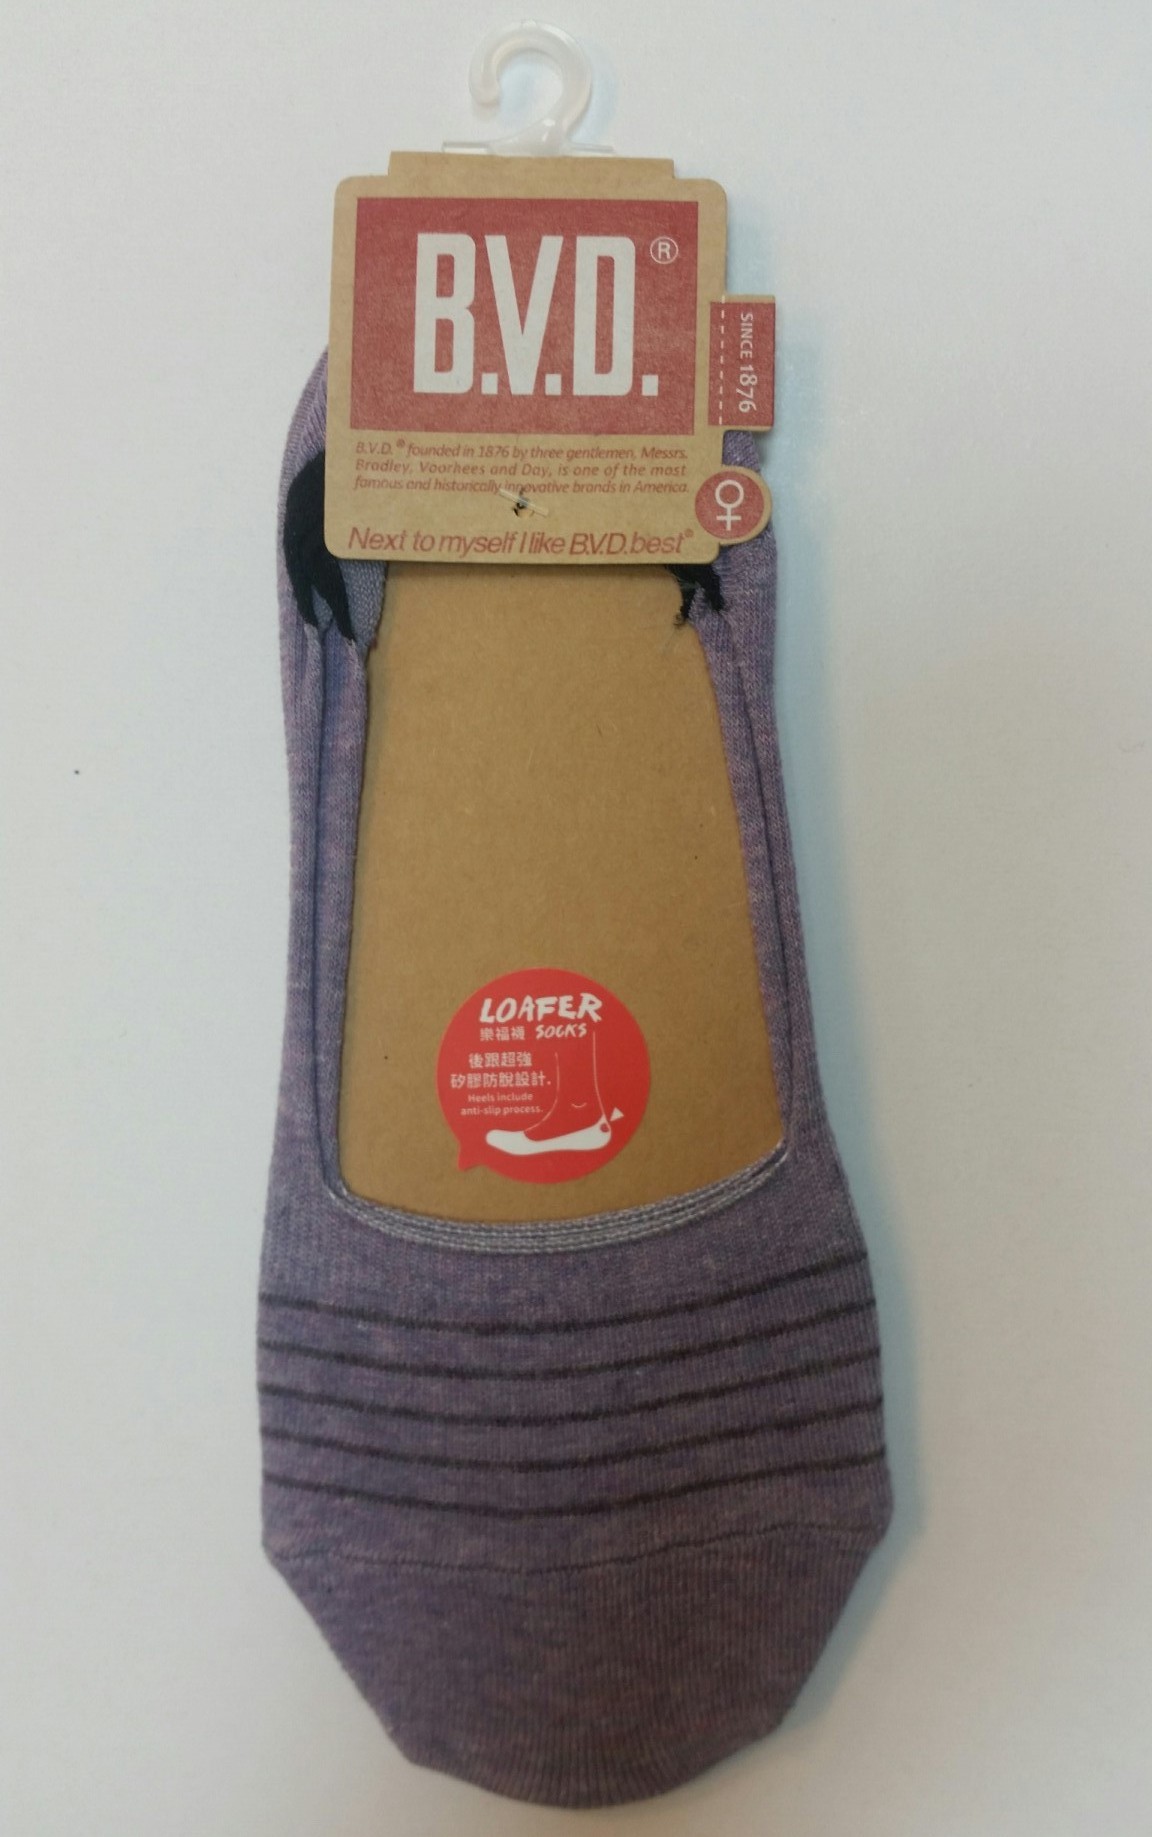 B.V.D.®
SINCE 1876
B.V.D.® founded in 1876 by three gentlemen, Messrs.
Bradley, Voorhees and Day, is one of the most
famous and historically innovative brands in America.
Next to myself I like B.V.D. best®
LOAFER
樂福襪 SOCKS
後跟超強
矽膠防脫設計.
Heels include
anti-slip process.